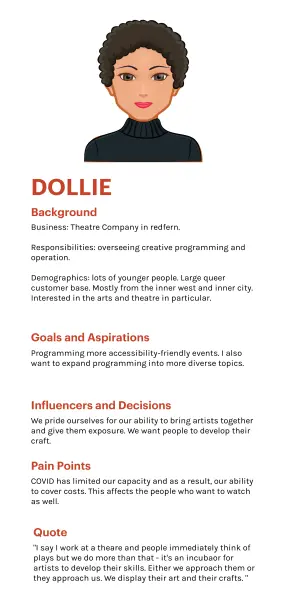 DOLLIE
Background
Business: Theatre Company in redfern.
Responsibilities: overseeing creative programming and
operation.
Demographics: lots of younger people. Large queer
customer base. Mostly from the inner west and inner city.
Interested in the arts and theatre in particular.
Goals and Aspirations
Programming more accessibility-friendly events. I also
want to expand programming into more diverse topics.
Influencers and Decisions
We pride ourselves for our ability to bring artists together
and give them exposure. We want people to develop their
craft.
Pain Points
COVID has limited our capacity and as a result, our ability
to cover costs. This affects the people who want to watch
as well.
Quote
"I say I work at a theare and people immediately think of
plays but we do more than that - it's an incubaor for
artists to develop their skills. Either we approach them or
they approach us. We display their art and their crafts. "